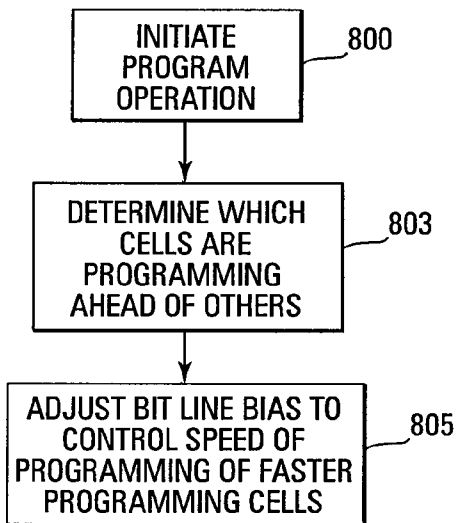 INITIATE
PROGRAM
OPERATION
800
DETERMINE WHICH
CELLS ARE
PROGRAMMING
AHEAD OF OTHERS
803
ADJUST BIT LINE BIAS TO
CONTROL SPEED OF
PROGRAMMING OF FASTER
PROGRAMMING CELLS
805